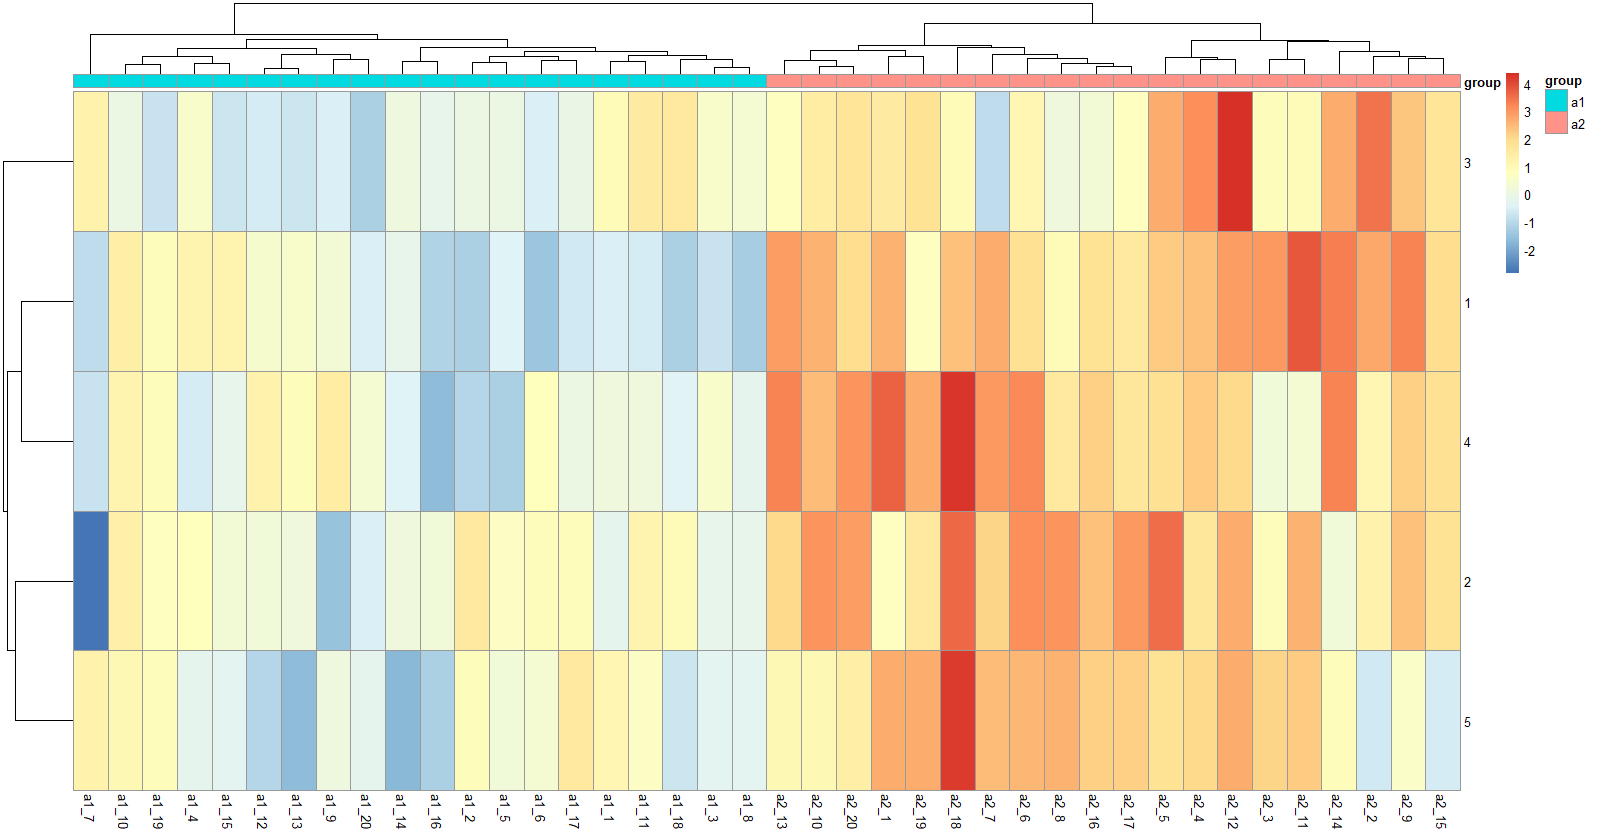 group
4
3
2
1
0
-1
-2
group
a1
a2
3
1
4
2
5
a1_7
a1_10
a1_19
a1_4
a1_15
a1_12
a1_13
a1_9
a1_20
a1_14
a1_16
a1_2
a1_5
a1_6
a1_17
a1_1
a1_11
a1_18
a1_3
a1_8
a2_13
a2_10
a2_20
a2_1
a2_19
a2_18
a2_7
a2_6
a2_8
a2_16
a2_17
a2_5
a2_4
a2_12
a2_3
a2_11
a2_14
a2_2
a2_9
a2_15